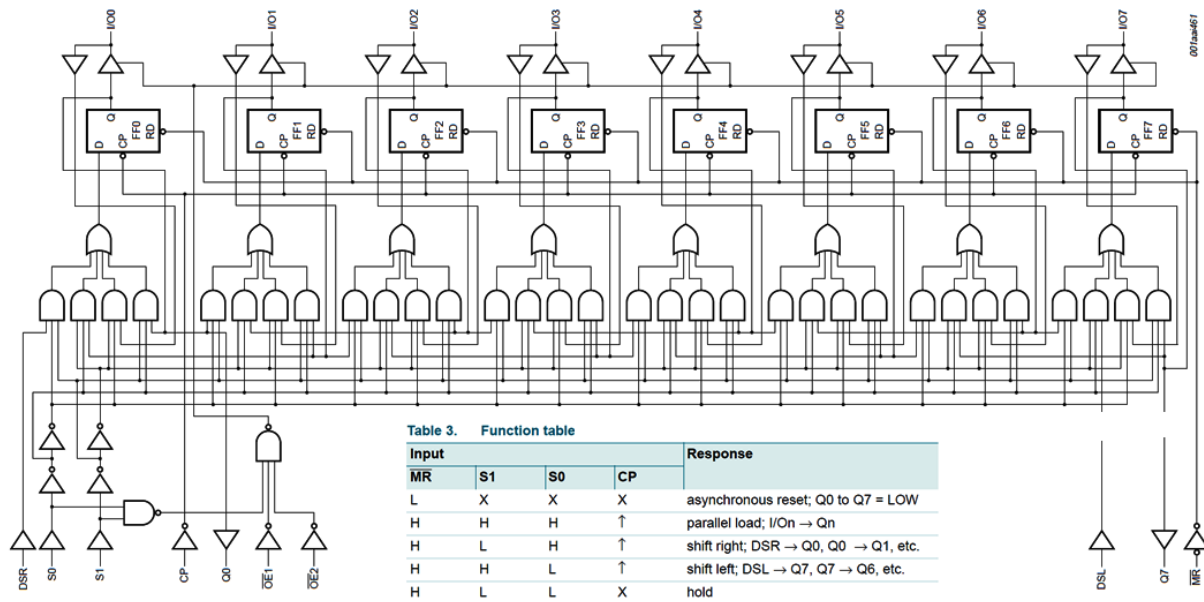 I/O0 I/O1 I/O2 I/O3 I/O4 I/O5 I/O6 I/O7
001aai461
Q Q Q Q Q Q Q Q
FF0 FF1 FF2 FF3 FF4 FF5 FF6 FF7
D CP RD D CP RD D CP RD D CP RD D CP RD D CP RD D CP RD D CP RD
DSR S0 S1 CP Q0 OE1 OE2 DSL Q7 MR
Table 3. Function table
Input Response
MR S1 S0 CP
L X X X asynchronous reset; Q0 to Q7 = LOW
H H H ↑ parallel load; I/On → Qn
H L H ↑ shift right; DSR → Q0, Q0 → Q1, etc.
H H L ↑ shift left; DSL → Q7, Q7 → Q6, etc.
H L L X hold